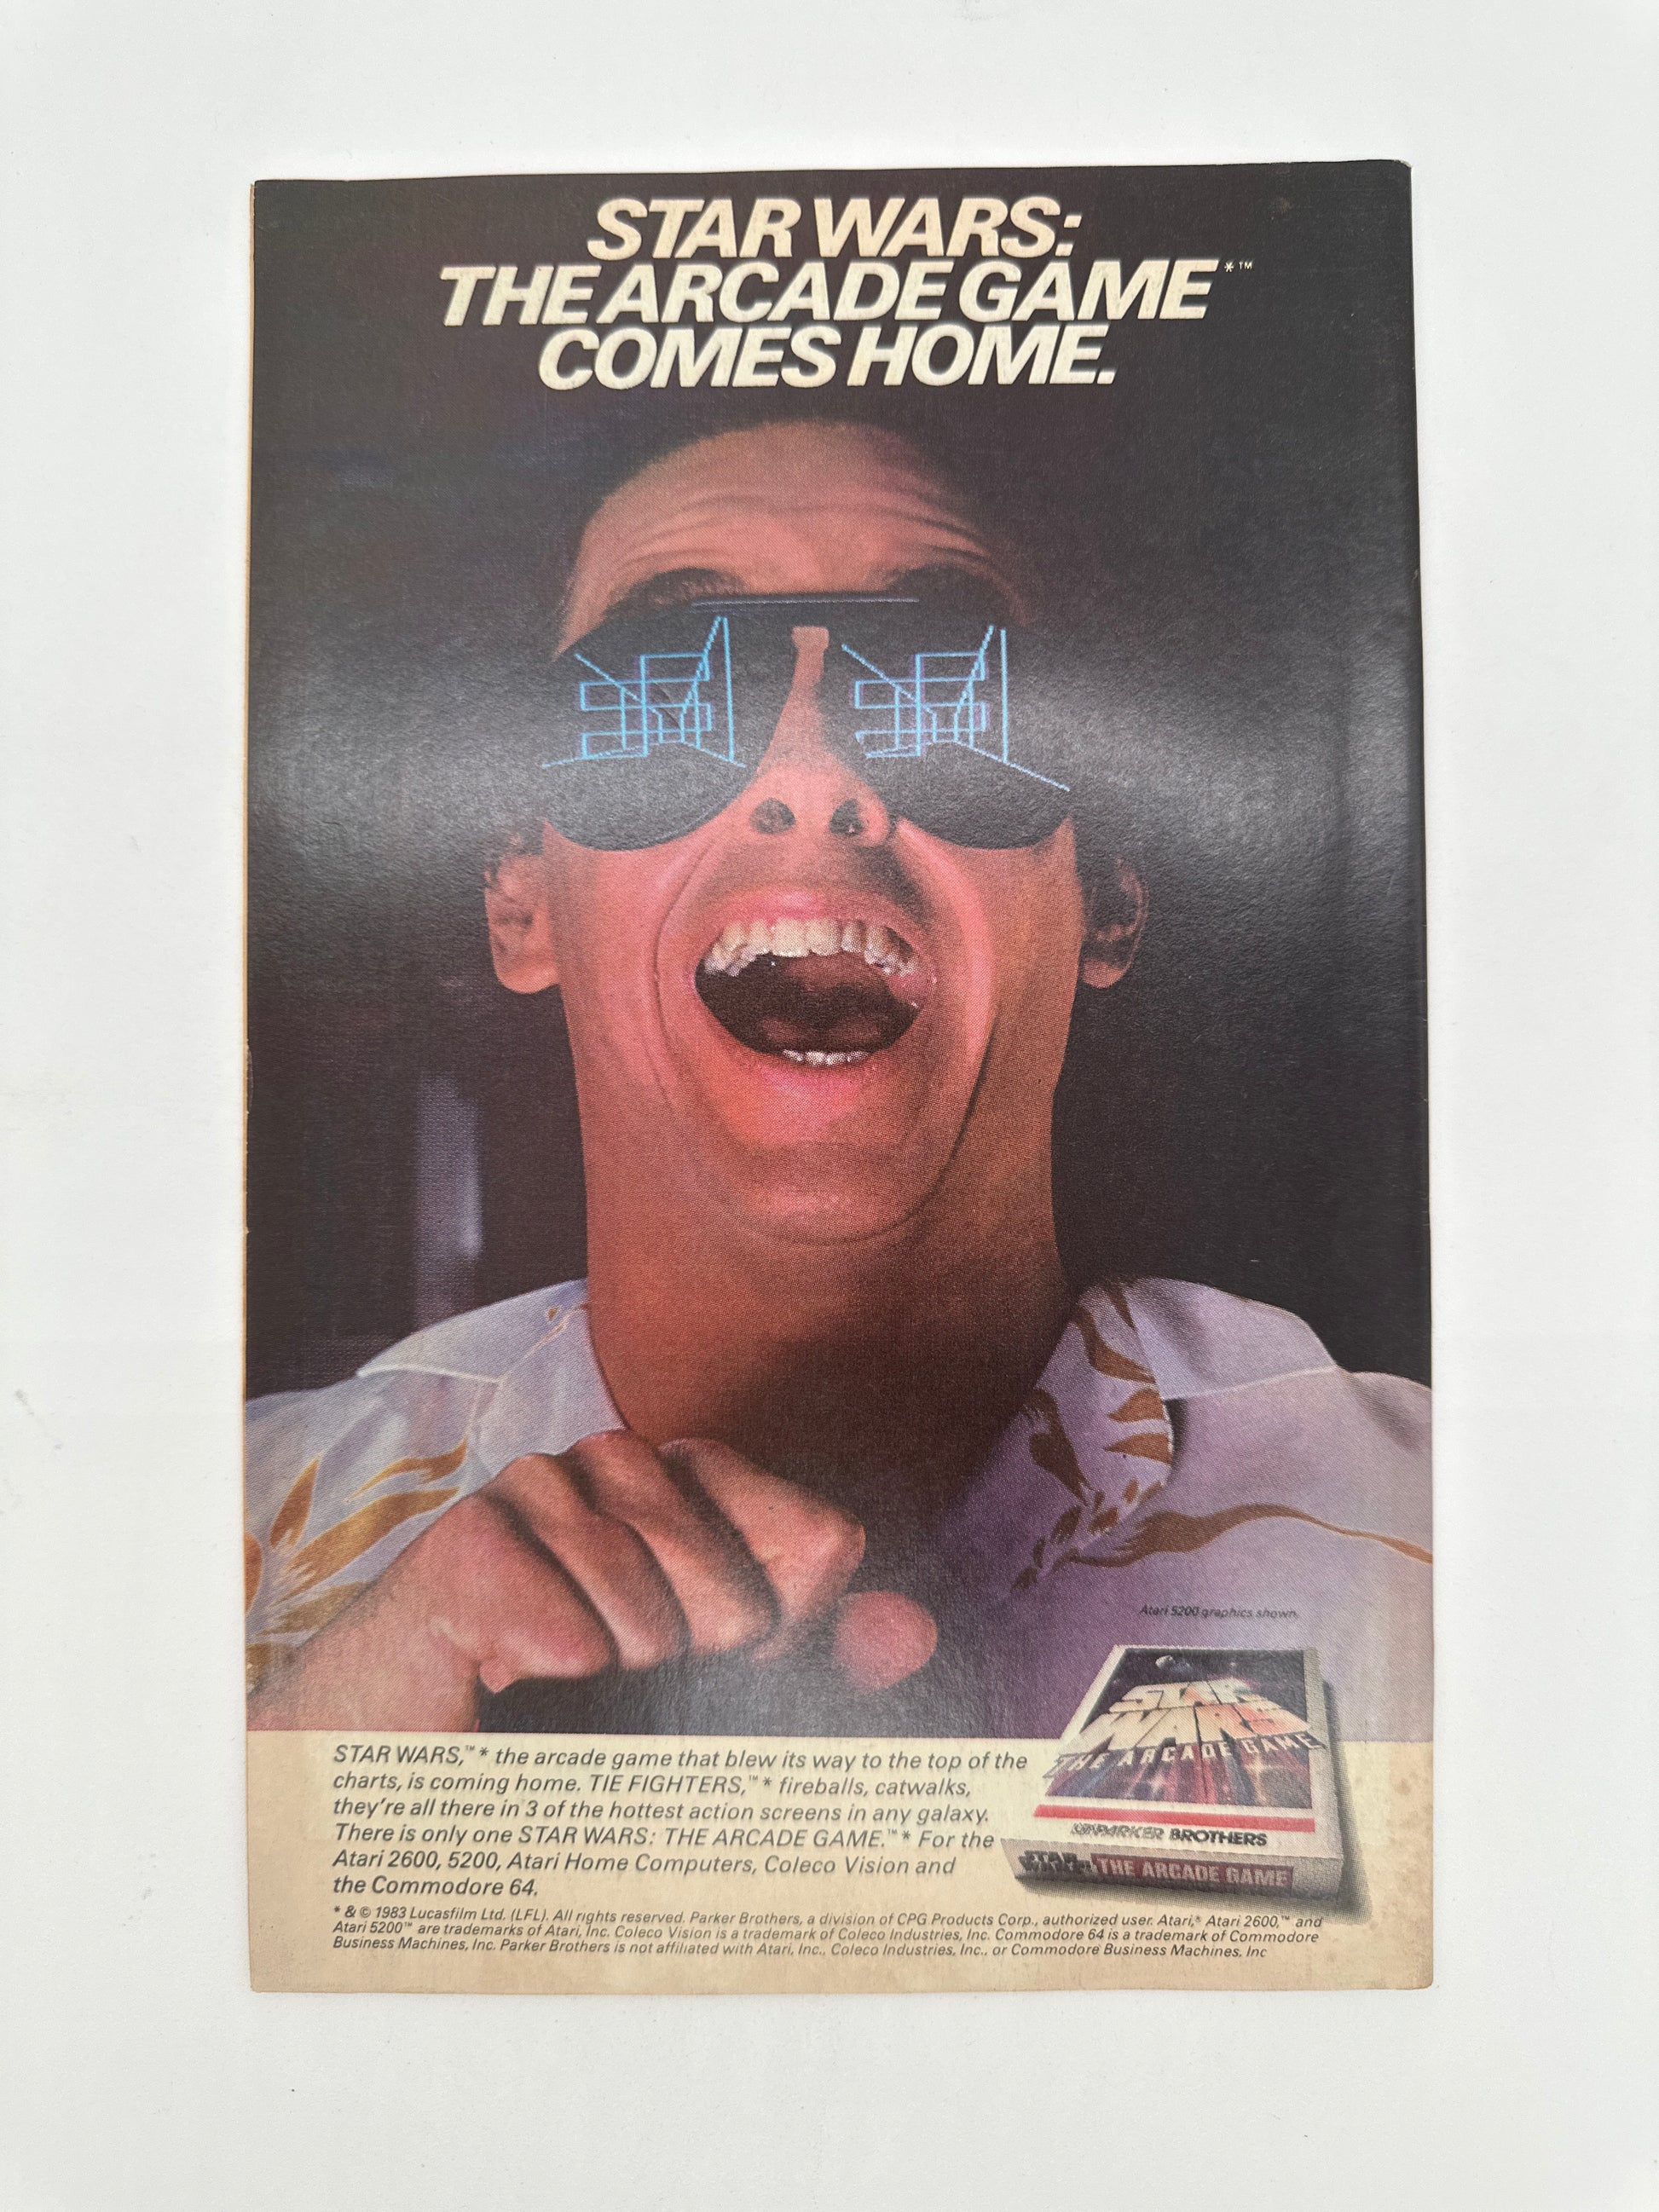 STAR WARS:
THE ARCADE GAME*™
COMES HOME.
Atari 5200 graphics shown.
STAR WARS
THE ARCADE GAME
PARKER BROTHERS
STAR WARS THE ARCADE GAME
STAR WARS,™* the arcade game that blew its way to the top of the
charts, is coming home. TIE FIGHTERS,™* fireballs, catwalks,
they're all there in 3 of the hottest action screens in any galaxy.
There is only one STAR WARS: THE ARCADE GAME.™* For the
Atari 2600, 5200, Atari Home Computers, Coleco Vision and
the Commodore 64.
* & © 1983 Lucasfilm Ltd. (LFL). All rights reserved. Parker Brothers, a division of CPG Products Corp., authorized user. Atari,® Atari 2600,™ and
Atari 5200™ are trademarks of Atari, Inc. Coleco Vision is a trademark of Coleco Industries, Inc. Commodore 64 is a trademark of Commodore
Business Machines, Inc. Parker Brothers is not affiliated with Atari, Inc., Coleco Industries, Inc., or Commodore Business Machines. Inc